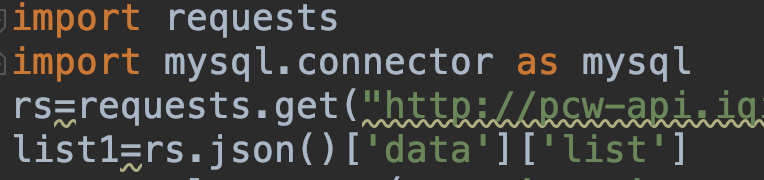 import requests
import mysql.connector as mysql
rs=requests.get("http://pcw-api.iq
list1=rs.json()['data']['list']